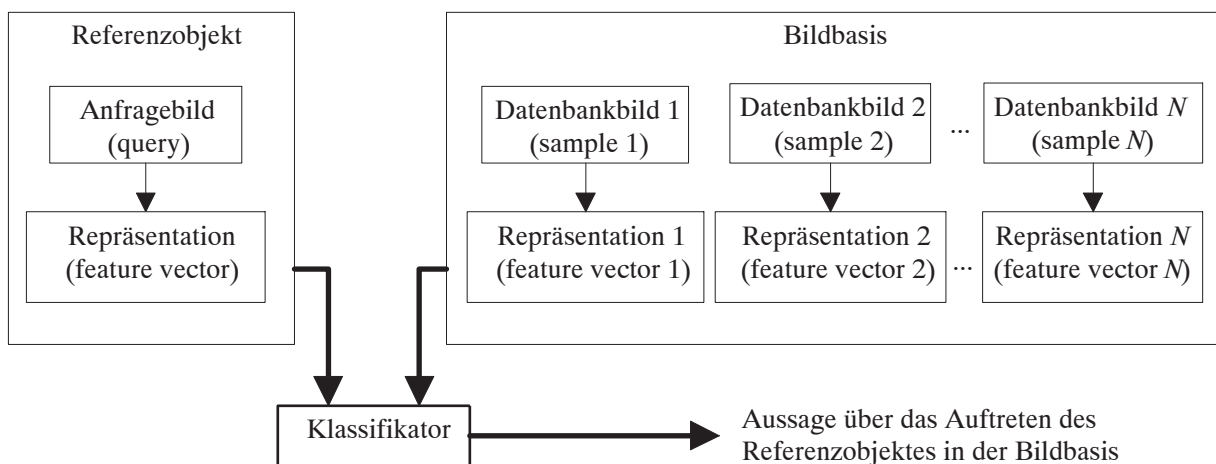 Referenzobjekt
Anfragebild
(query)
Repräsentation
(feature vector)
Bildbasis
Datenbankbild 1
(sample 1)
Datenbankbild 2
(sample 2)
...
Datenbankbild N
(sample N)
Repräsentation 1
(feature vector 1)
Repräsentation 2
(feature vector 2)
...
Repräsentation N
(feature vector N)
Klassifikator
Aussage über das Auftreten des
Referenzobjektes in der Bildbasis